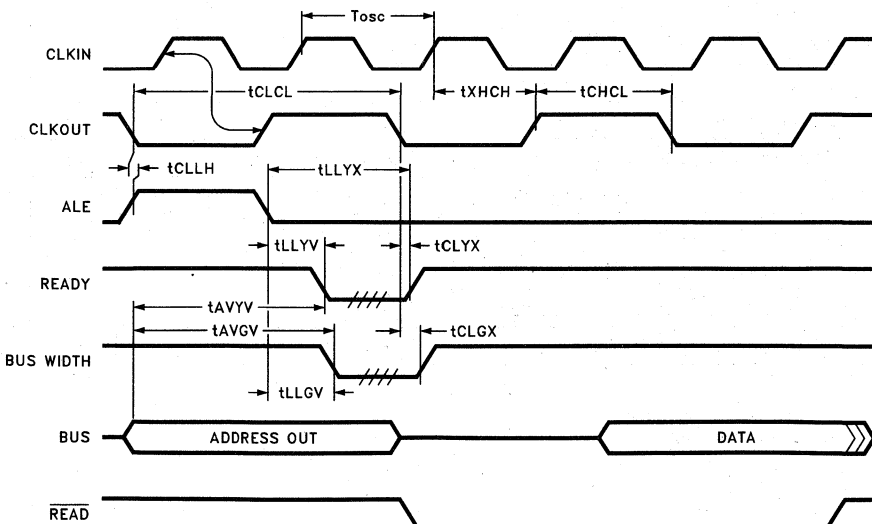 Tosc
CLKIN
tCLCL
tXHCH
tCHCL
CLKOUT
tCLLH
tLLYX
ALE
tLLYV
tCLYX
READY
tAVYV
tAVGV
tCLGX
BUS WIDTH
tLLGV
BUS
ADDRESS OUT
DATA
READ